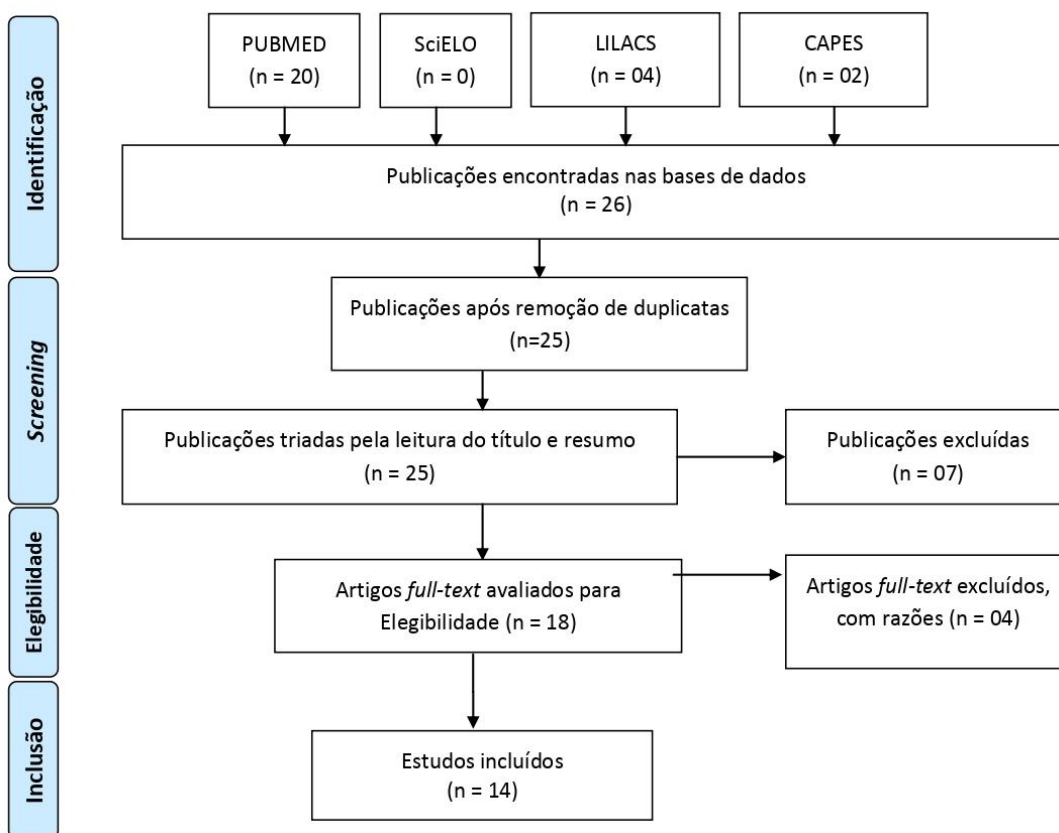 Identificação
PUBMED
(n = 20)
SciELO
(n = 0)
LILACS
(n = 04)
CAPES
(n = 02)
Publicações encontradas nas bases de dados
(n = 26)
Screening
Publicações após remoção de duplicatas
(n=25)
Publicações triadas pela leitura do título e resumo
(n = 25)
Publicações excluídas
(n = 07)
Elegibilidade
Artigos full-text avaliados para
Elegibilidade (n = 18)
Artigos full-text excluídos,
com razões (n = 04)
Inclusão
Estudos incluídos
(n = 14)